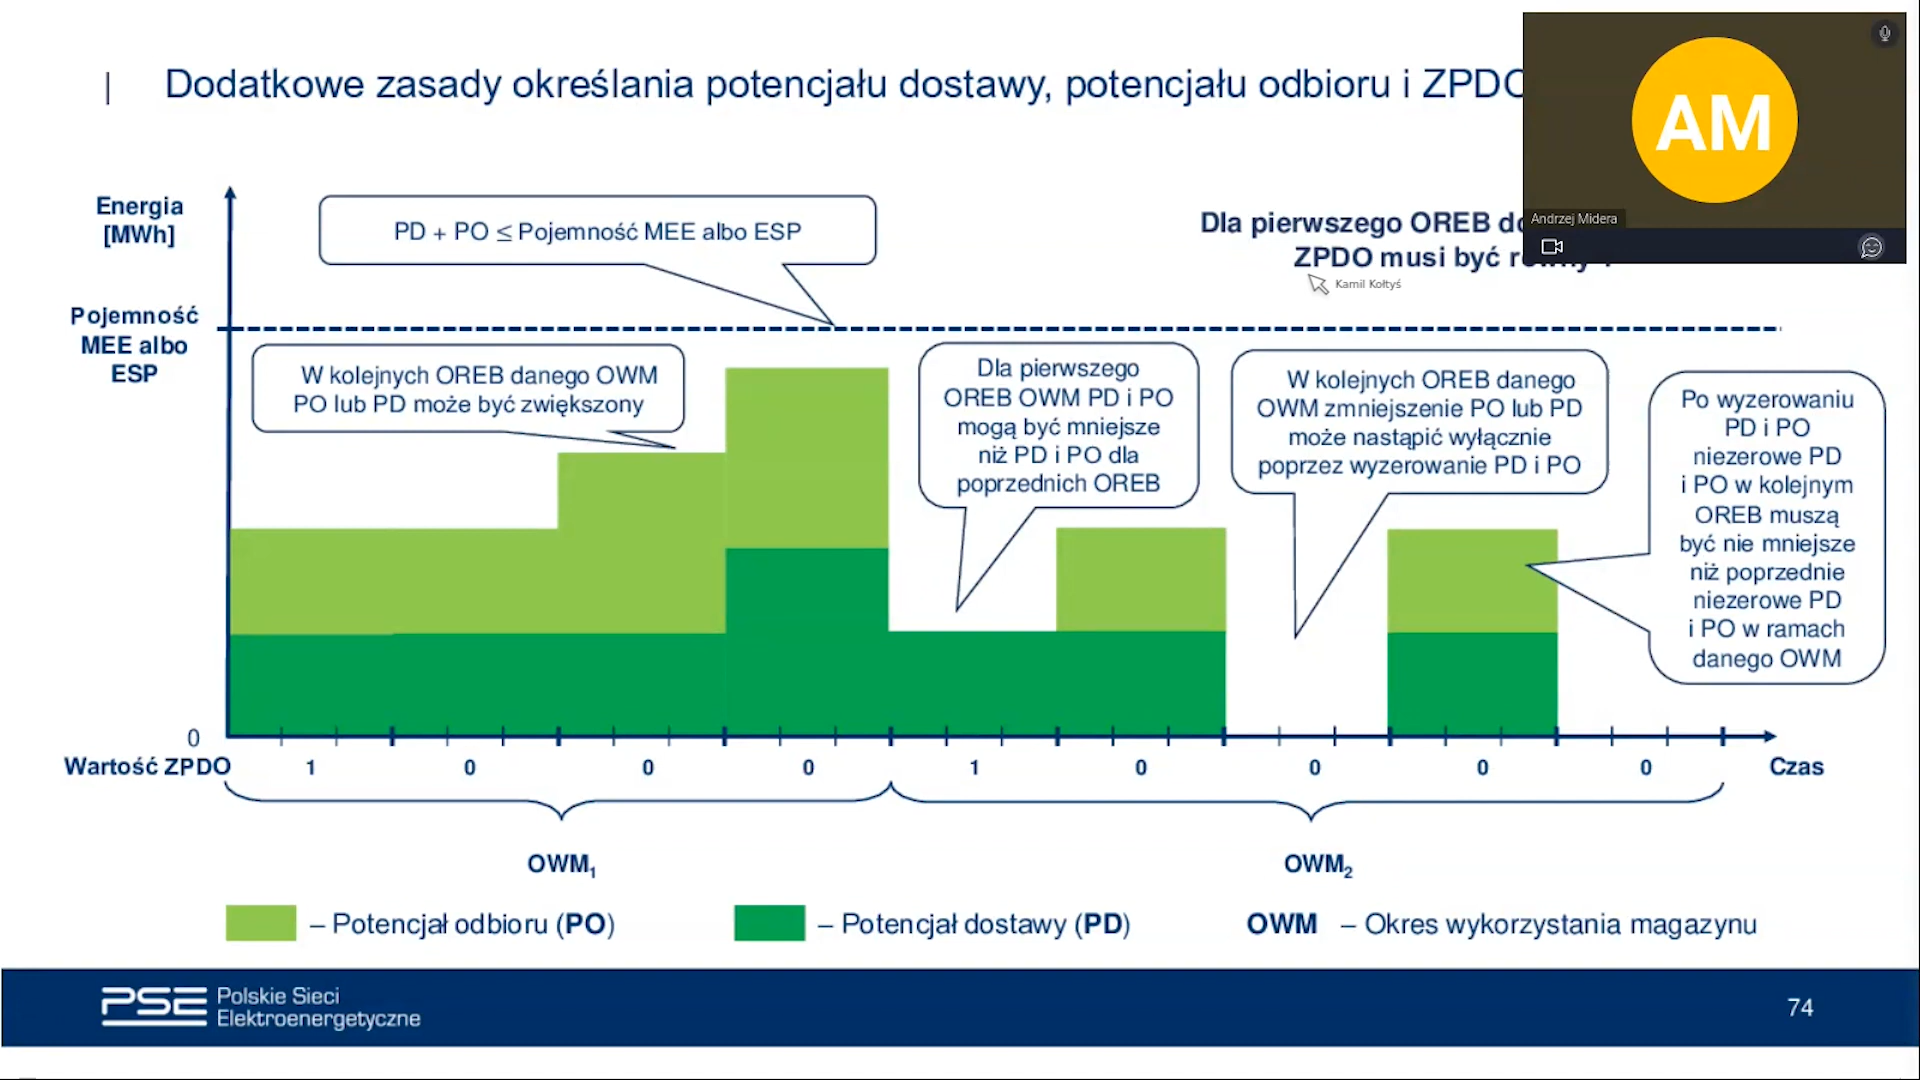 Dodatkowe zasady określania potencjału dostawy, potencjału odbioru i ZPDO
AM
Andrzej Midera
Energia
[MWh]
PD + PO ≤ Pojemność MEE albo ESP
Dla pierwszego OREB
ZPDO musi być
Kamil Kołtyś
Pojemność
MEE albo
ESP
W kolejnych OREB danego OWM
PO lub PD może być zwiększony
Dla pierwszego
OREB OWM PD i PO
mogą być mniejsze
niż PD i PO dla
poprzednich OREB
W kolejnych OREB danego
OWM zmniejszenie PO lub PD
może nastąpić wyłącznie
poprzez wyzerowanie PD i PO
Po wyzerowaniu
PD i PO
niezerowe PD
i PO w kolejnym
OREB muszą
być nie mniejsze
niż poprzednie
niezerowe PD
i PO w ramach
danego OWM
0
Wartość ZPDO 1 0 0 0 1 0 0 0 0 Czas
OWM1 OWM2
– Potencjał odbioru (PO) – Potencjał dostawy (PD) OWM – Okres wykorzystania magazynu
PSE Polskie Sieci
Elektroenergetyczne
74